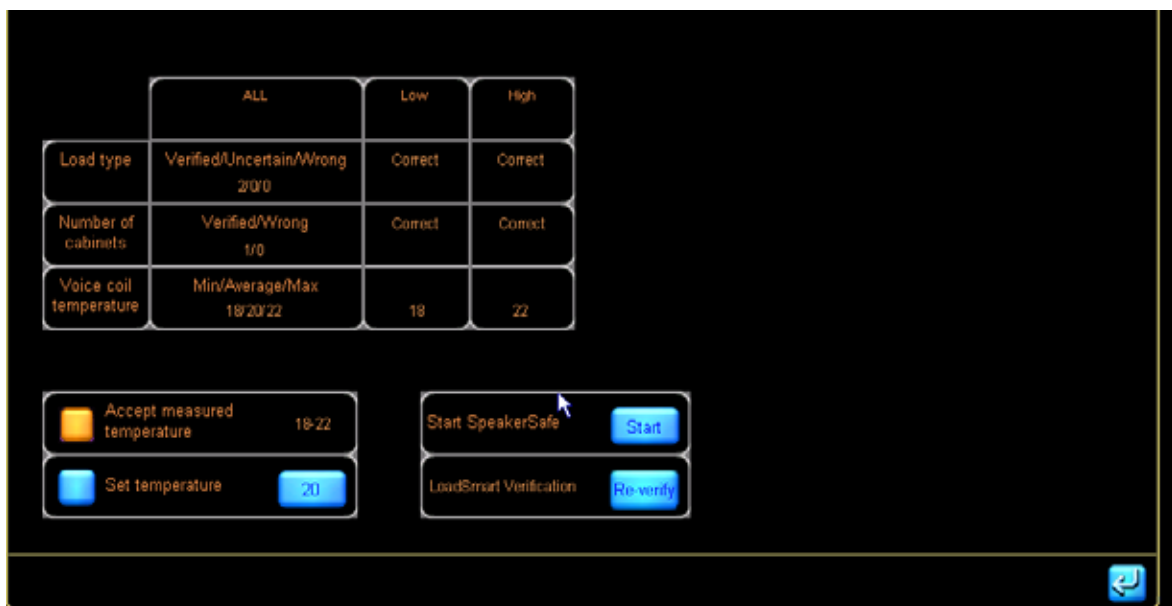 ALL Low High
Load type Verified/Uncertain/Wrong Correct Correct
2/0/0
Number of Verified/Wrong Correct Correct
cabinets 1/0
Voice coil Min/Average/Max
temperature 18/20/22 18 22
Accept measured
temperature 18-22
Start SpeakerSafe Start
Set temperature 20
LoadSmart Verification Re-verify